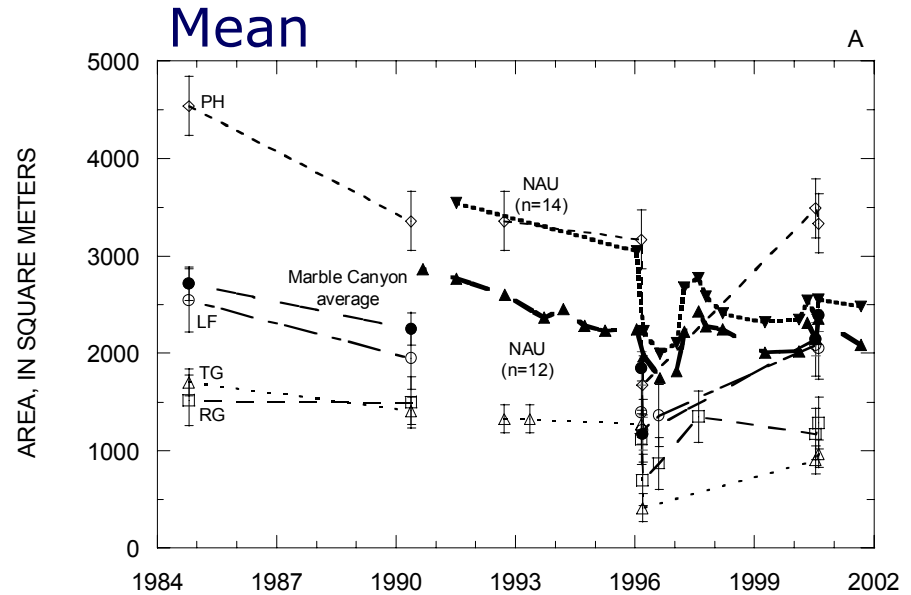 Mean
A
AREA, IN SQUARE METERS
5000
4000
3000
2000
1000
0
PH
NAU
(n=14)
Marble Canyon
average
LF
NAU
(n=12)
TG
RG
1984
1987
1990
1993
1996
1999
2002